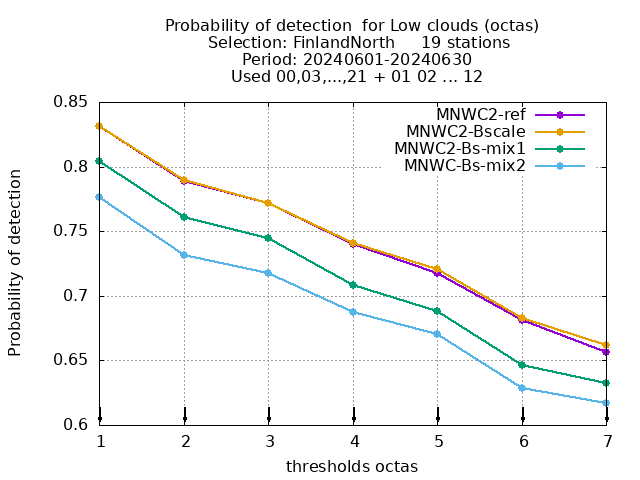 Probability of detection  for Low clouds (octas)
Selection: FinlandNorth     19 stations
Period: 20240601-20240630
Used 00,03,...,21 + 01 02 ... 12
MNWC2-ref
MNWC2-Bscale
MNWC2-Bs-mix1
MNWC-Bs-mix2
Probability of detection
0.85
0.8
0.75
0.7
0.65
0.6
1 2 3 4 5 6 7
thresholds octas